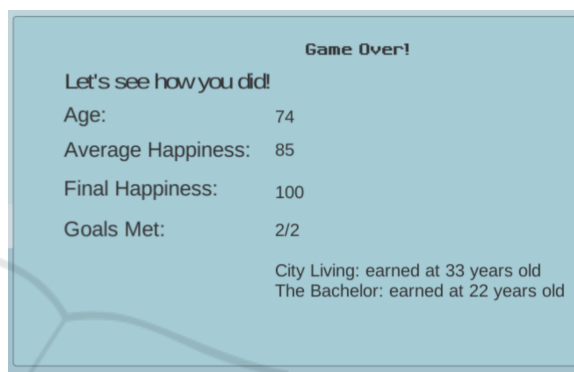 Game Over!
Let's see how you did!
Age: 74
Average Happiness: 85
Final Happiness: 100
Goals Met: 2/2
City Living: earned at 33 years old
The Bachelor: earned at 22 years old